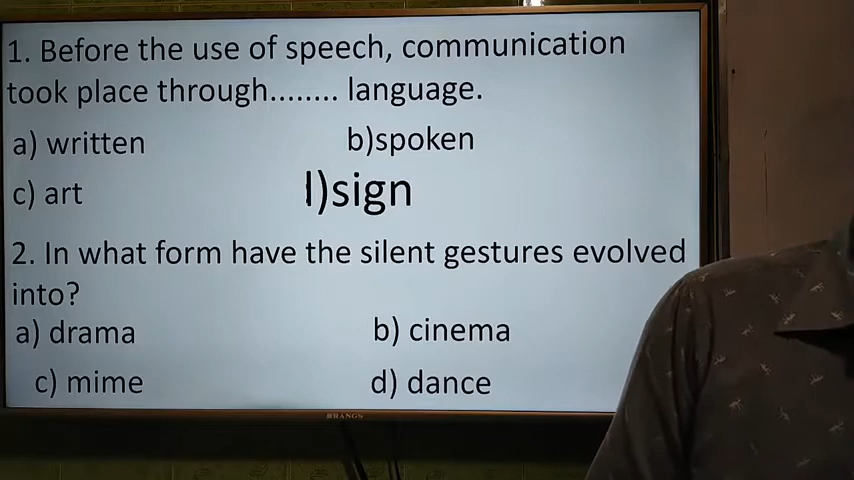 1. Before the use of speech, communication
took place through........ language.
a) written b)spoken
c) art l)sign
2. In what form have the silent gestures evolved
into?
a) drama b) cinema
c) mime d) dance
RANGS